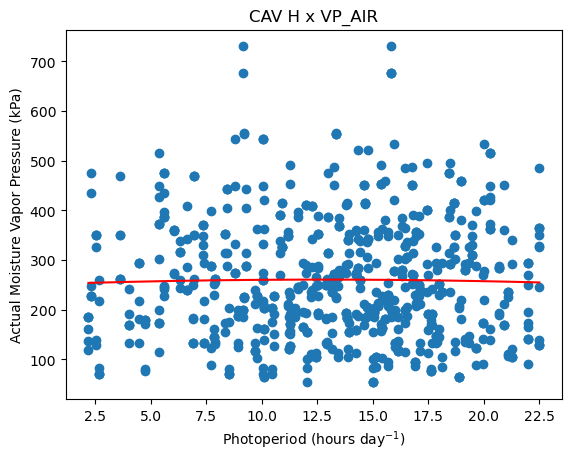 CAV H x VP_AIR
Actual Moisture Vapor Pressure (kPa)
700
600
500
400
300
200
100
2.5 5.0 7.5 10.0 12.5 15.0 17.5 20.0 22.5
Photoperiod (hours day⁻¹)